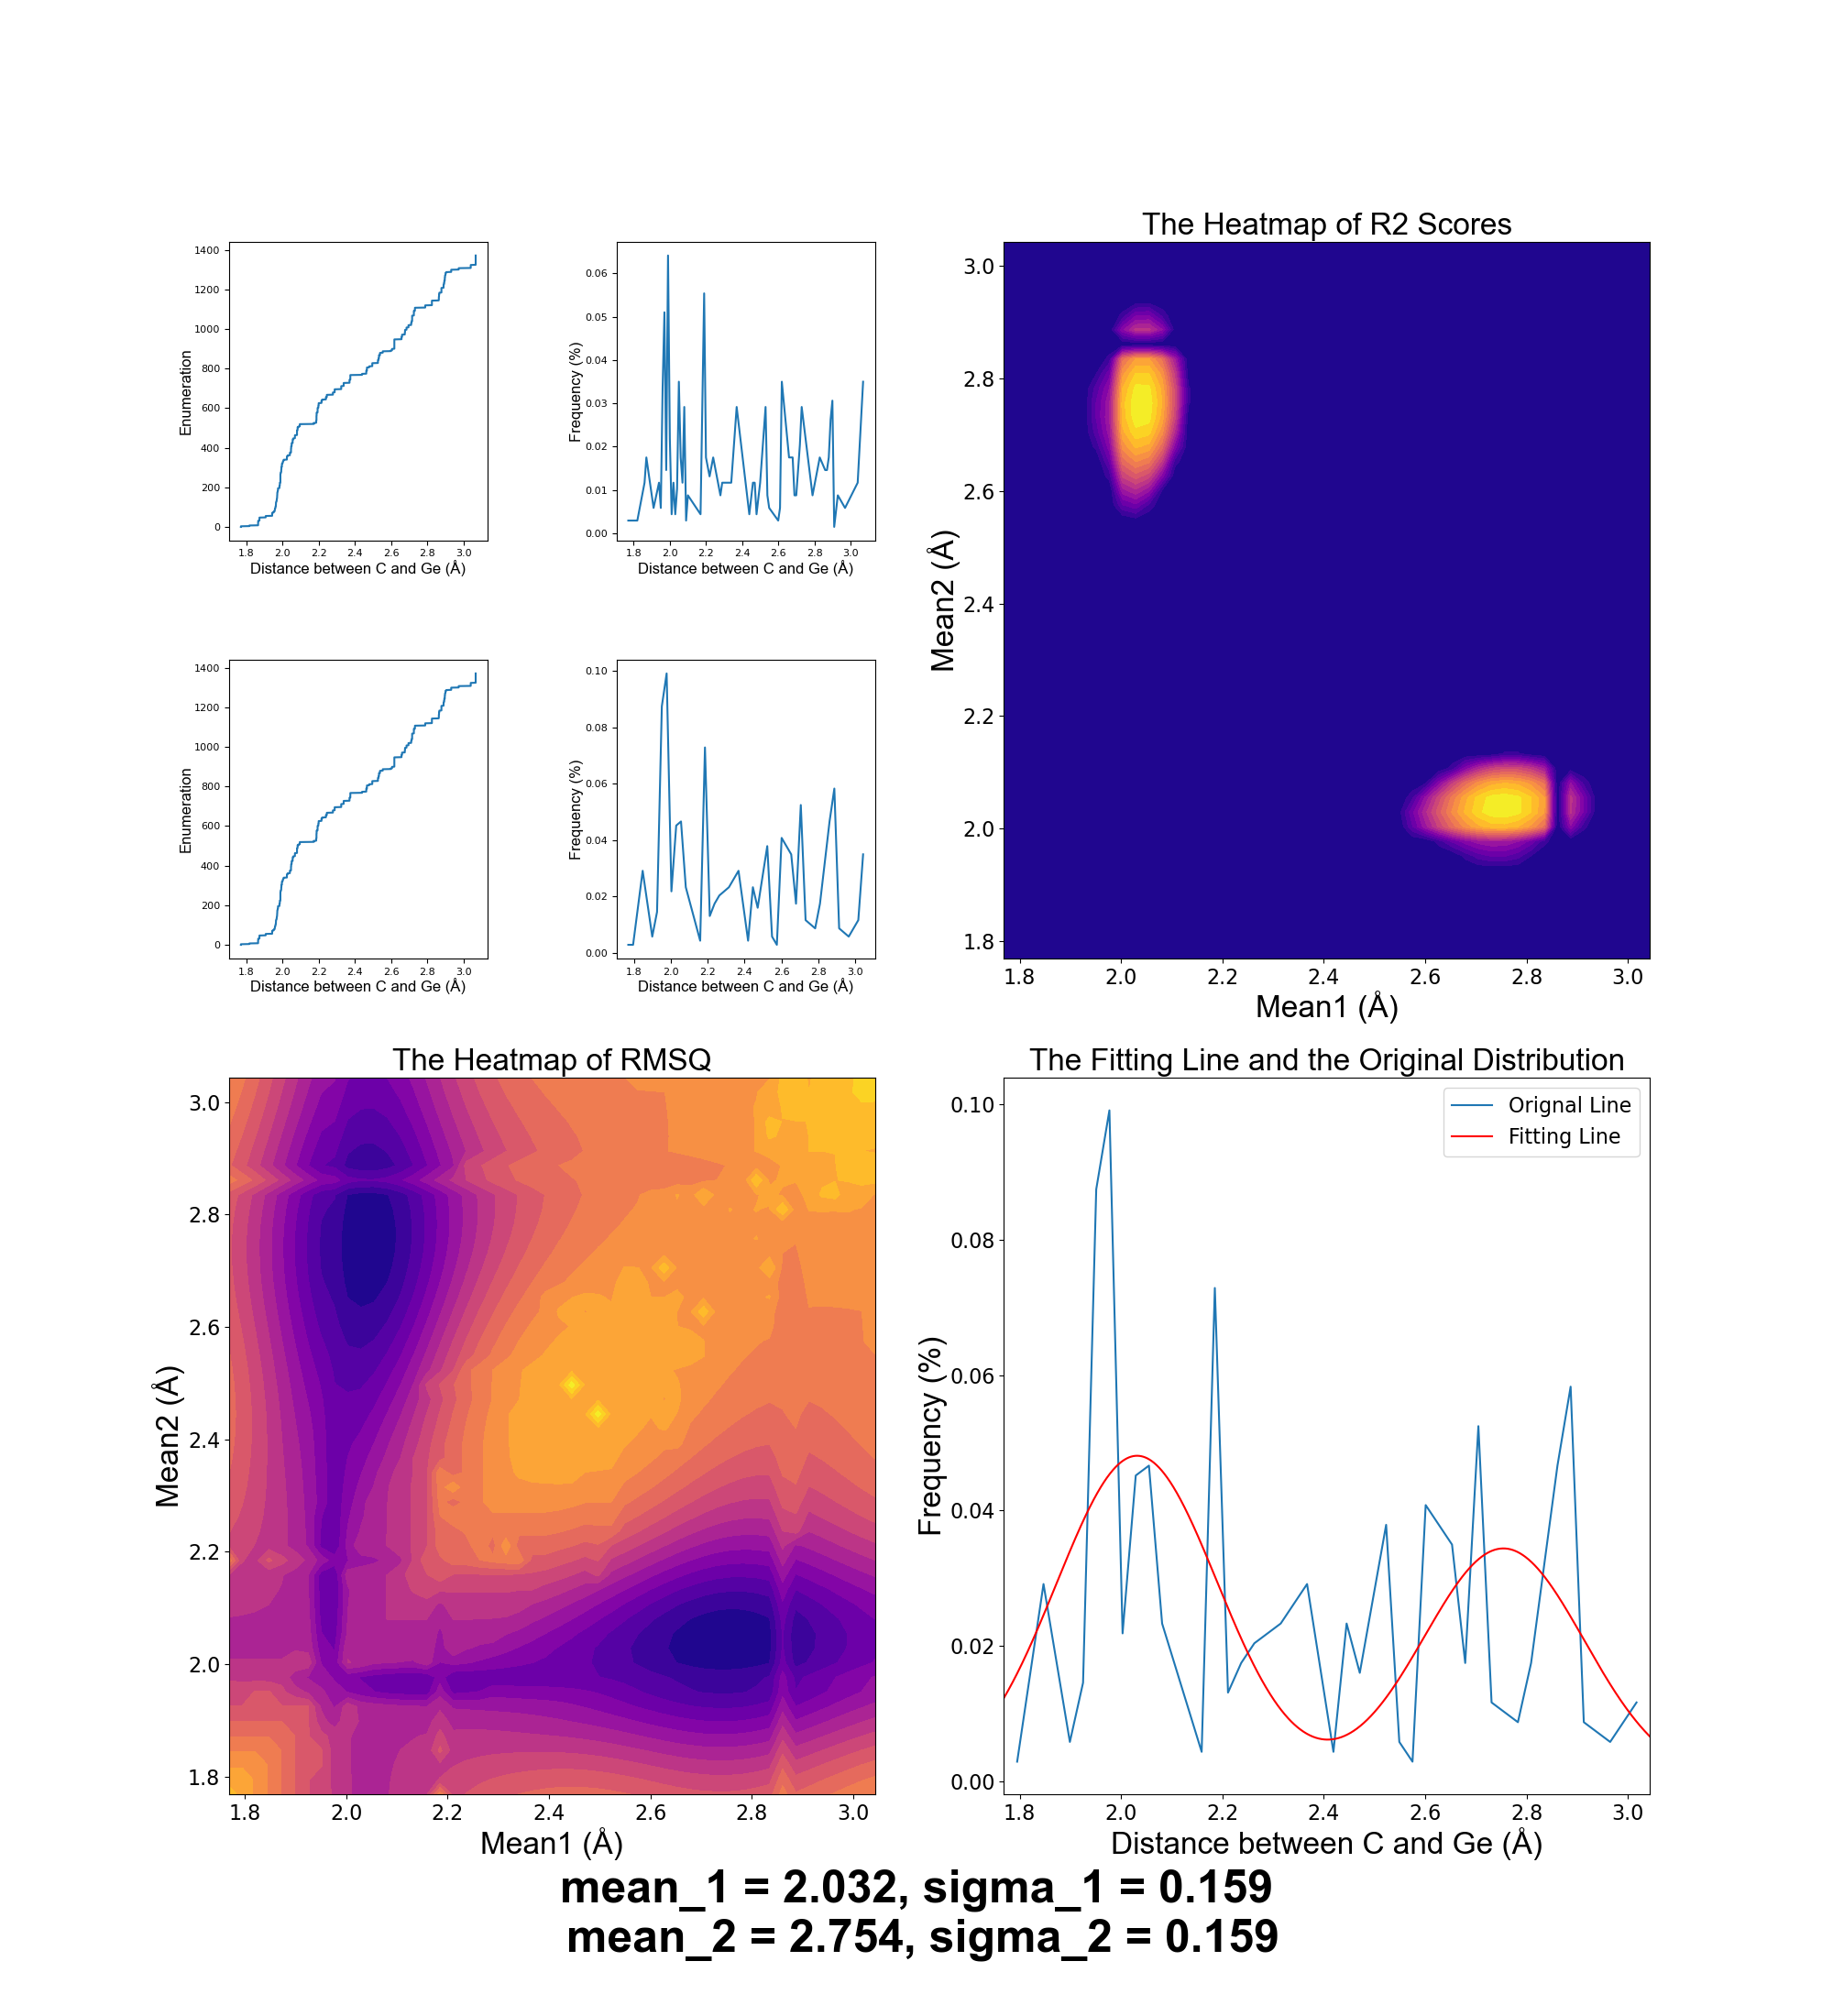 1400
1200
1000
800
600
400
200
0
Enumeration
1.8 2.0 2.2 2.4 2.6 2.8 3.0
Distance between C and Ge (Å)
0.06
0.05
0.04
0.03
0.02
0.01
0.00
Frequency (%)
1.8 2.0 2.2 2.4 2.6 2.8 3.0
Distance between C and Ge (Å)
The Heatmap of R2 Scores
3.0
2.8
2.6
2.4
2.2
2.0
1.8
Mean2 (Å)
1.8 2.0 2.2 2.4 2.6 2.8 3.0
Mean1 (Å)
1400
1200
1000
800
600
400
200
0
Enumeration
1.8 2.0 2.2 2.4 2.6 2.8 3.0
Distance between C and Ge (Å)
0.10
0.08
0.06
0.04
0.02
0.00
Frequency (%)
1.8 2.0 2.2 2.4 2.6 2.8 3.0
Distance between C and Ge (Å)
The Heatmap of RMSQ
3.0
2.8
2.6
2.4
2.2
2.0
1.8
Mean2 (Å)
1.8 2.0 2.2 2.4 2.6 2.8 3.0
Mean1 (Å)
The Fitting Line and the Original Distribution
Orignal Line
Fitting Line
0.10
0.08
0.06
0.04
0.02
0.00
Frequency (%)
1.8 2.0 2.2 2.4 2.6 2.8 3.0
Distance between C and Ge (Å)
mean_1 = 2.032, sigma_1 = 0.159
mean_2 = 2.754, sigma_2 = 0.159